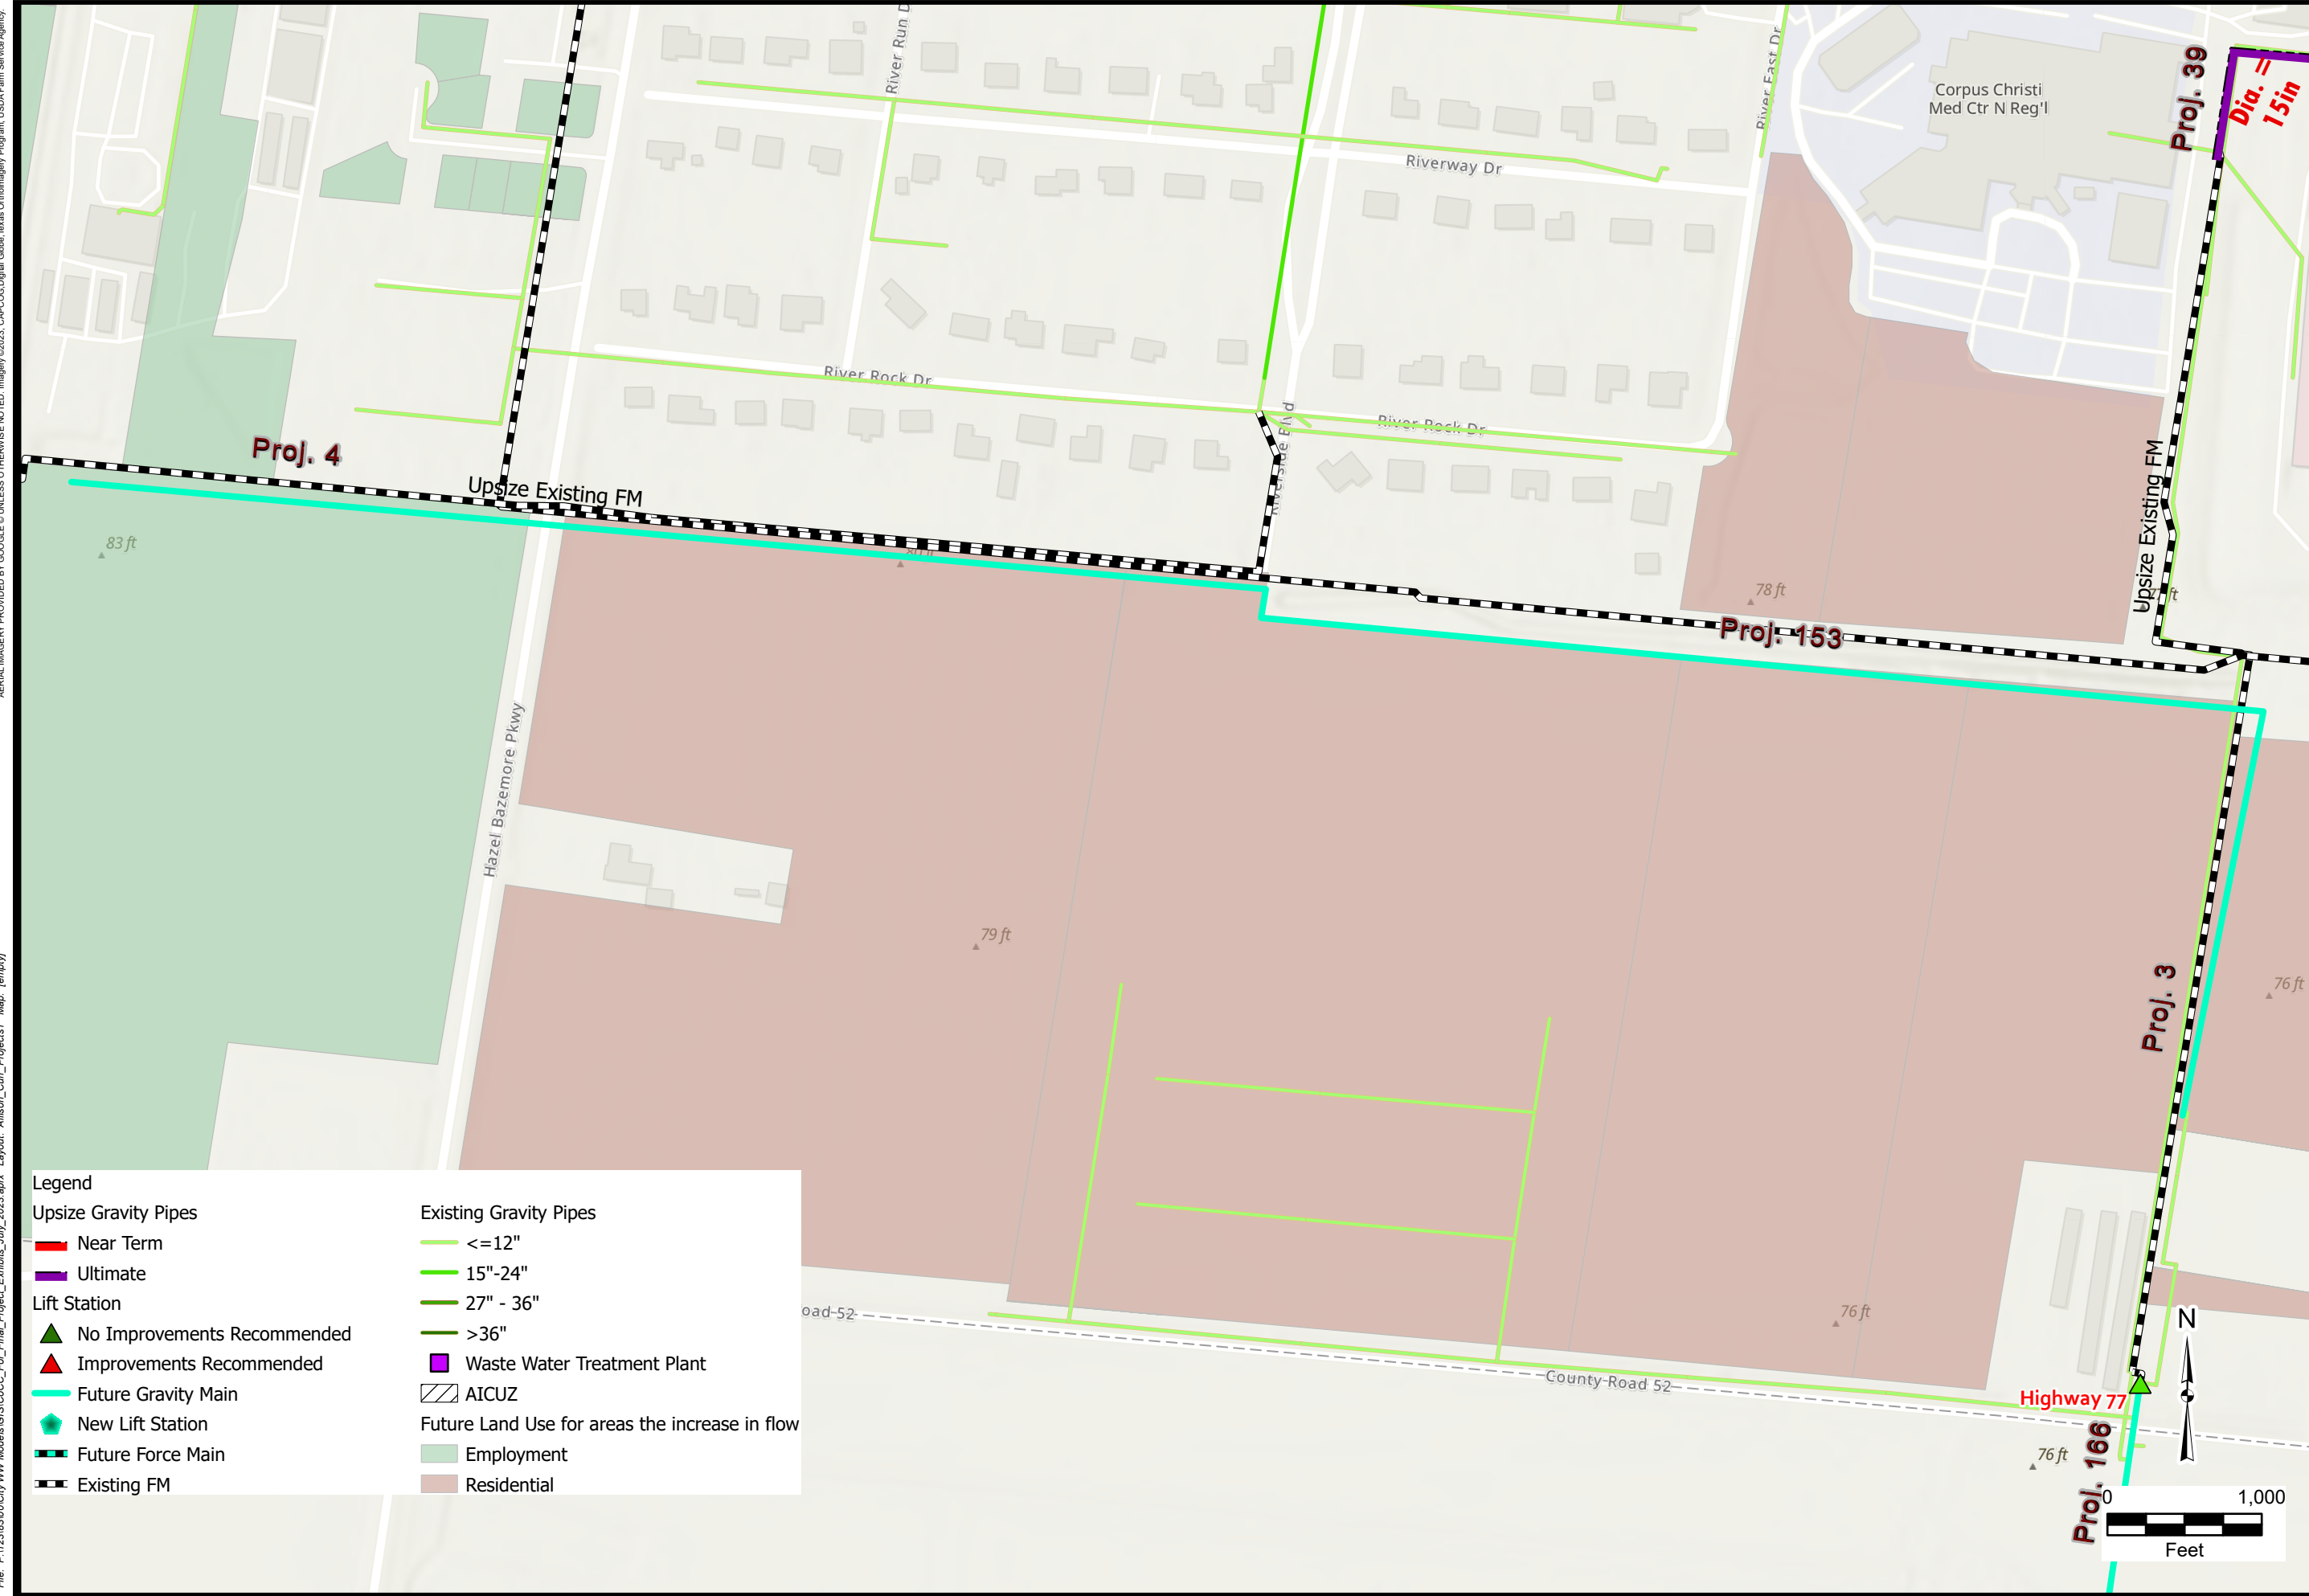 River Run D
River East Dr
Corpus Christi
Med Ctr N Reg'l
Proj. 39
Dia. =
15in
Riverway Dr
River Rock Dr
Riverside Blvd
River Rock Dr
Proj. 4
Upsize Existing FM
Upsize Existing FM
83 ft
80 ft
78 ft
Proj. 153
Hazel Bazemore Pkwy
79 ft
Proj. 3
76 ft
76 ft
oad 52
County Road 52
Highway 77
76 ft
Proj. 166
N
0 1,000
Feet
Legend
Upsize Gravity Pipes
Near Term
Ultimate
Lift Station
No Improvements Recommended
Improvements Recommended
Future Gravity Main
New Lift Station
Future Force Main
Existing FM
Existing Gravity Pipes
<=12"
15"-24"
27" - 36"
>36"
Waste Water Treatment Plant
AICUZ
Future Land Use for areas the increase in flow
Employment
Residential